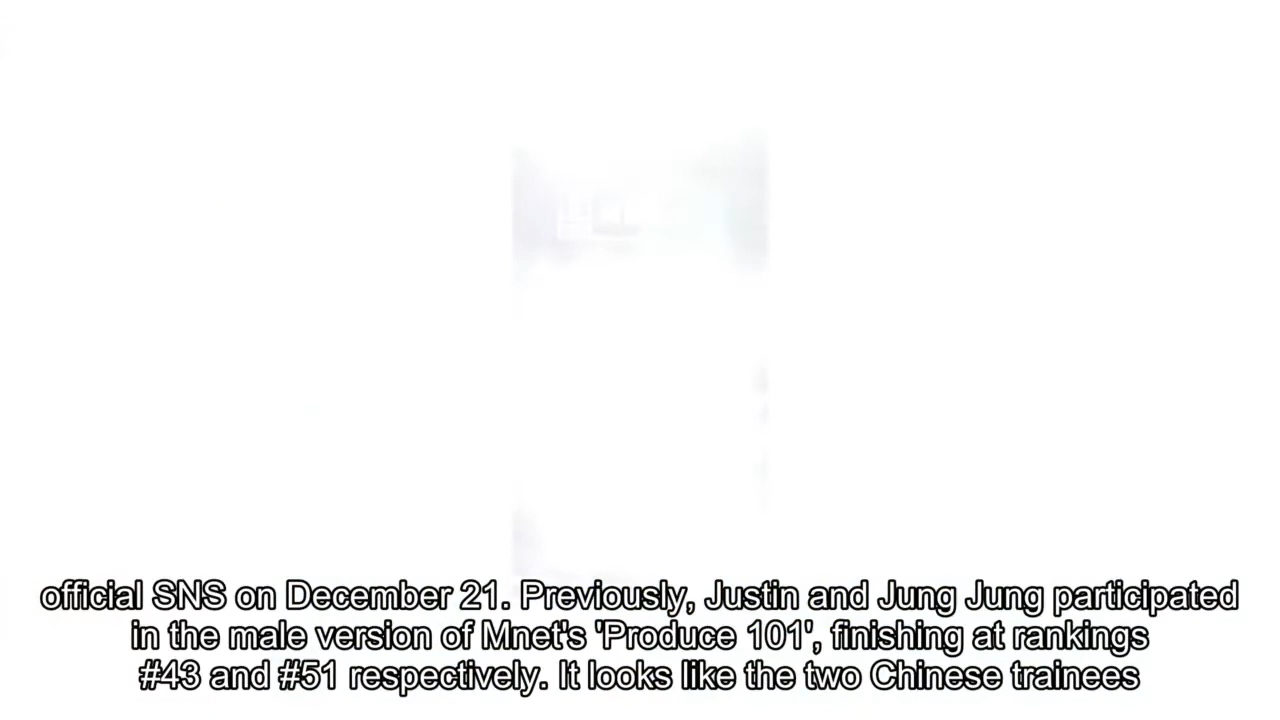 official SNS on December 21. Previously, Justin and Jung Jung participated
in the male version of Mnet's 'Produce 101', finishing at rankings
#43 and #51 respectively. It looks like the two Chinese trainees